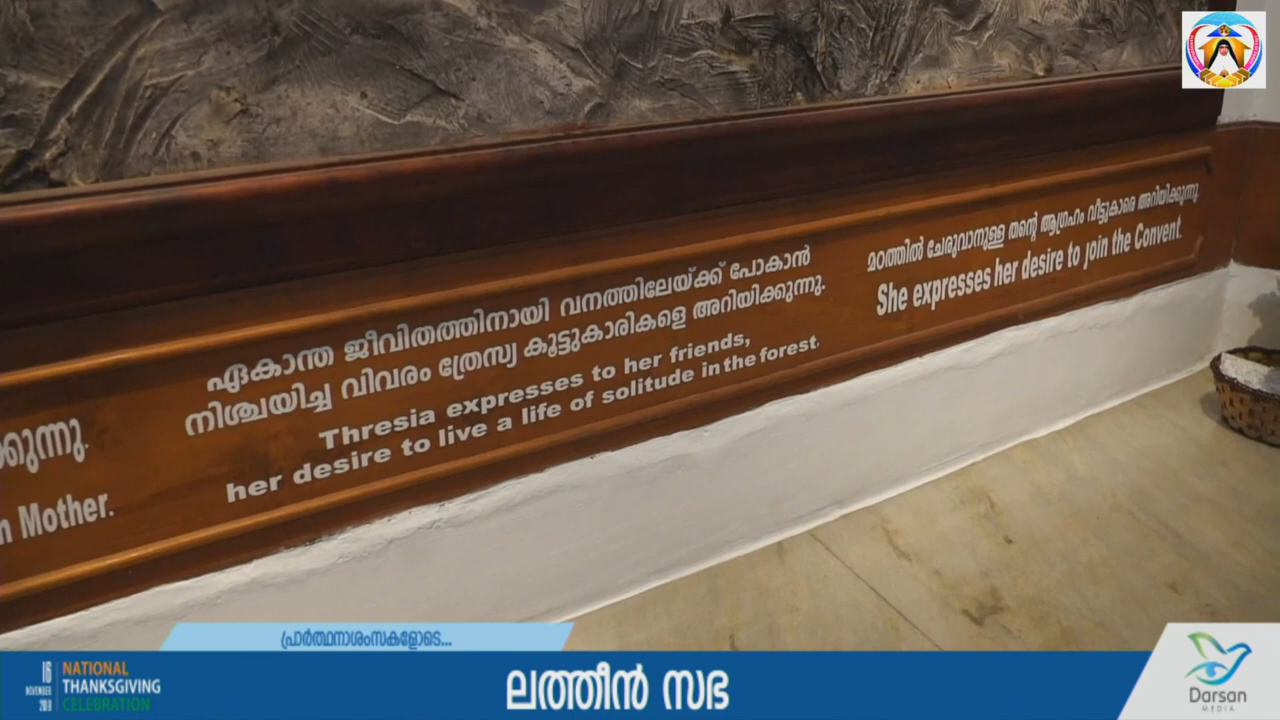 ക്കുന്നു.
Mother.
ഏകാന്ത ജീവിതത്തിനായി വനത്തിലേയ്ക്ക് പോകാൻ
നിശ്ചയിച്ച വിവരം ത്രേസ്യ കൂട്ടുകാരികളെ അറിയിക്കുന്നു.
Thresia expresses to her friends,
her desire to live a life of solitude in the forest.
മഠത്തിൽ ചേരുവാനുള്ള തന്റെ ആഗ്രഹം വീട്ടുകാരെ അറിയിക്കുന്നു.
She expresses her desire to join the Convent.
പ്രാർത്ഥനാശംസകളോടെ...
16
NOVEMBER
NATIONAL
THANKSGIVING
CELEBRATION
ലത്തീൻ സഭ
Darsan
MEDIA